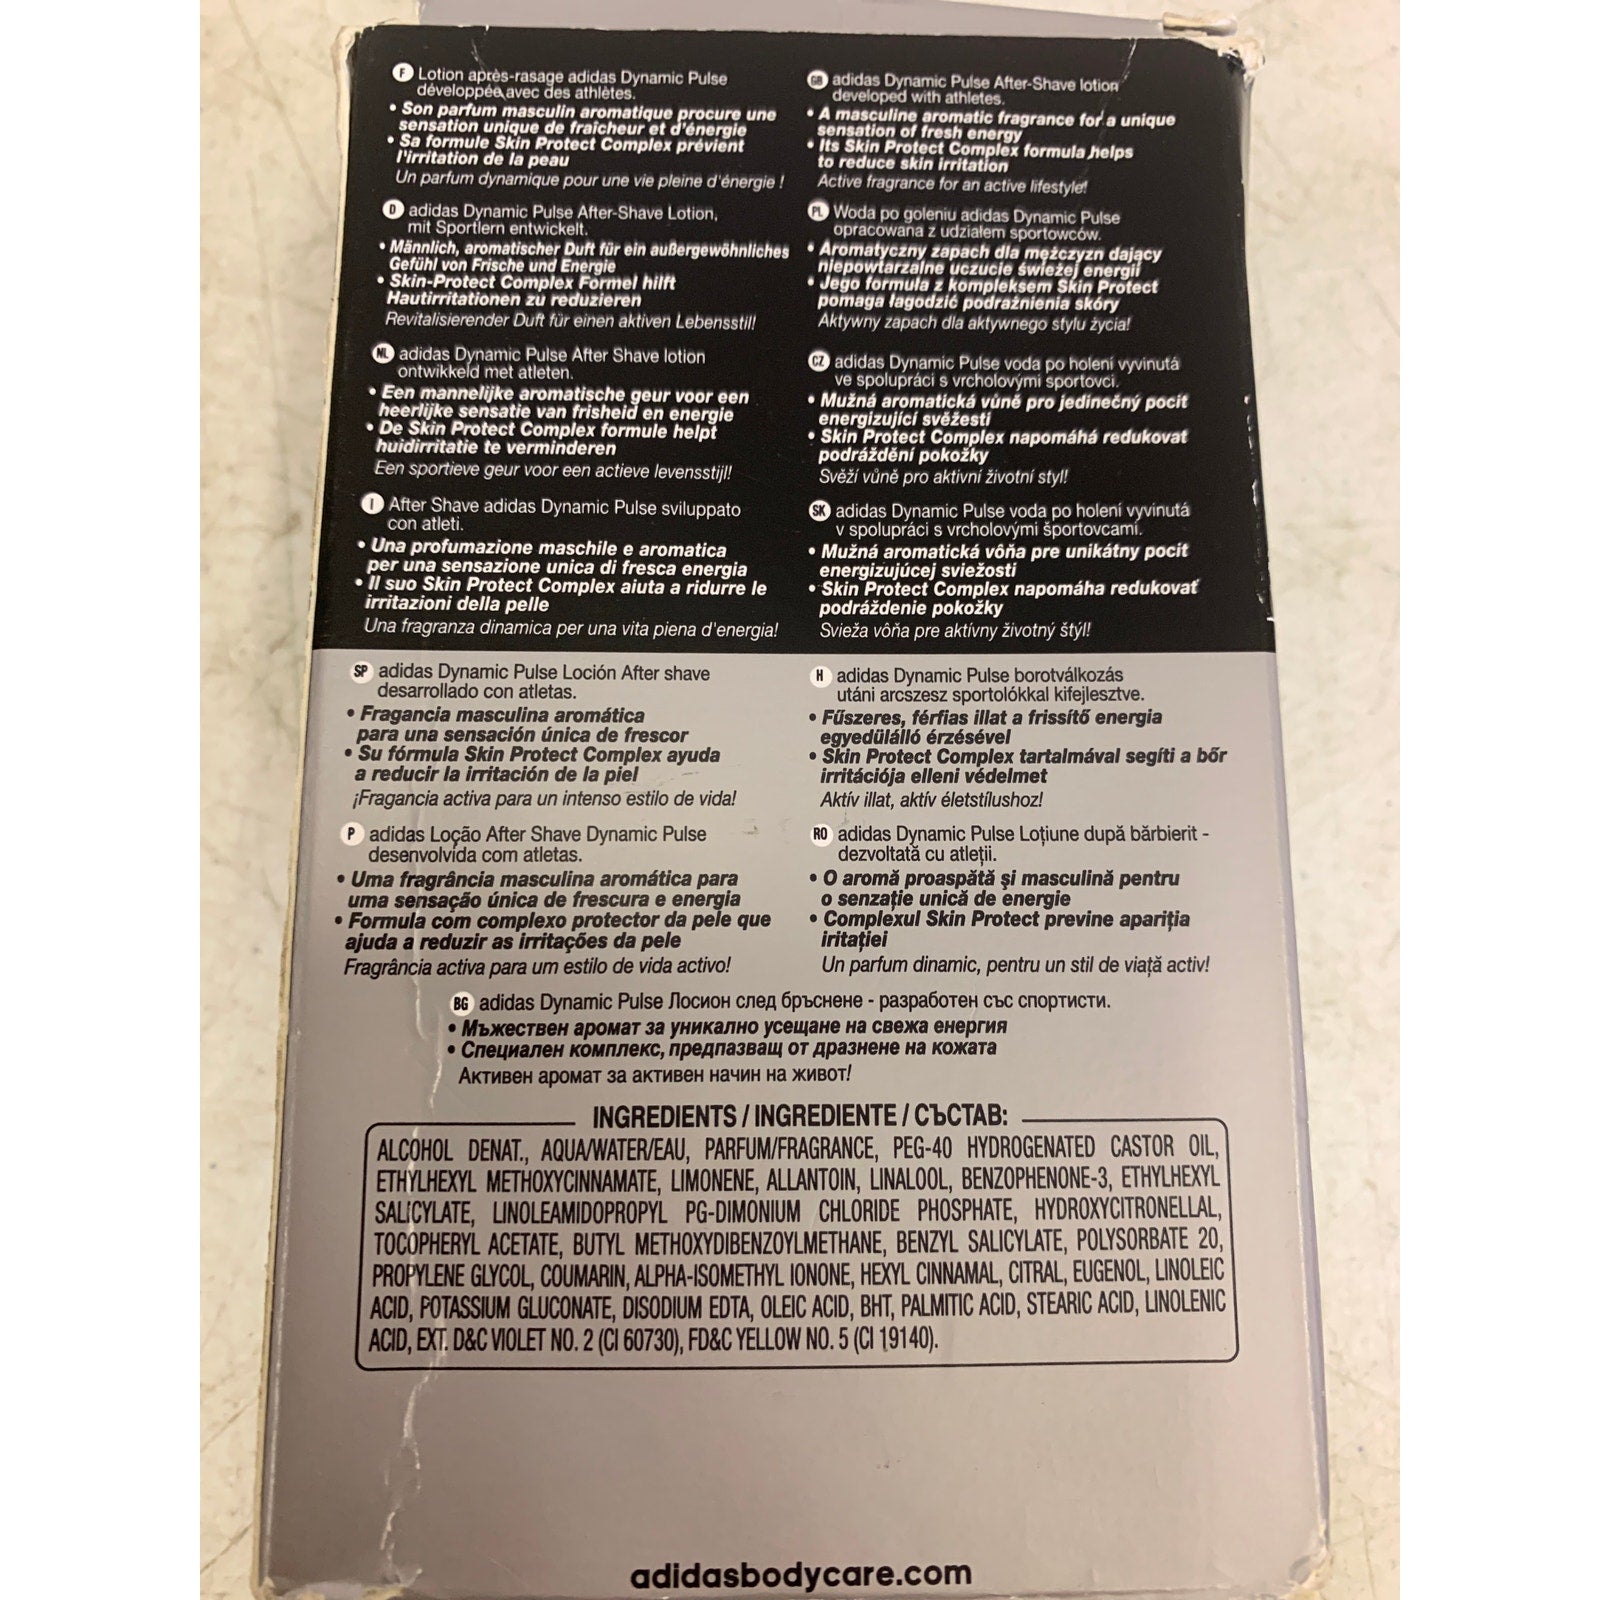 F Lotion après-rasage adidas Dynamic Pulse
développée avec des athlètes.
• Son parfum masculin aromatique procure une
sensation unique de fraîcheur et d'énergie
• Sa formule Skin Protect Complex prévient
l'irritation de la peau
Un parfum dynamique pour une vie pleine d'énergie !
D adidas Dynamic Pulse After-Shave Lotion,
mit Sportlern entwickelt.
• Männlich, aromatischer Duft für ein außergewöhnliches
Gefühl von Frische und Energie
• Skin-Protect Complex Formel hilft
Hautirritationen zu reduzieren
Revitalisierender Duft für einen aktiven Lebensstil!
NL adidas Dynamic Pulse After Shave lotion
ontwikkeld met atleten.
• Een mannelijke aromatische geur voor een
heerlijke sensatie van frisheid en energie
• De Skin Protect Complex formule helpt
huidirritatie te verminderen
Een sportieve geur voor een actieve levensstijl!
I After Shave adidas Dynamic Pulse sviluppato
con atleti.
• Una profumazione maschile e aromatica
per una sensazione unica di fresca energia
• Il suo Skin Protect Complex aiuta a ridurre le
irritazioni della pelle
Una fragranza dinamica per una vita piena d'energia!
SP adidas Dynamic Pulse Loción After shave
desarrollado con atletas.
• Fragancia masculina aromática
para una sensación única de frescor
• Su fórmula Skin Protect Complex ayuda
a reducir la irritación de la piel
¡Fragancia activa para un intenso estilo de vida!
P adidas Loção After Shave Dynamic Pulse
desenvolvida com atletas.
• Uma fragrância masculina aromática para
uma sensação única de frescura e energia
• Formula com complexo protector da pele que
ajuda a reduzir as irritações da pele
Fragrância activa para um estilo de vida activo!
GB adidas Dynamic Pulse After-Shave lotion
developed with athletes.
• A masculine aromatic fragrance for a unique
sensation of fresh energy
• Its Skin Protect Complex formula helps
to reduce skin irritation
Active fragrance for an active lifestyle!
PL Woda po goleniu adidas Dynamic Pulse
opracowana z udziałem sportowców.
• Aromatyczny zapach dla mężczyzn dający
niepowtarzalne uczucie świeżej energii
• Jego formuła z kompleksem Skin Protect
pomaga łagodzić podrażnienia skóry
Aktywny zapach dla aktywnego stylu życia!
CZ adidas Dynamic Pulse voda po holení vyvinutá
ve spolupráci s vrcholovými sportovci.
• Mužná aromatická vůně pro jedinečný pocit
energizující svěžesti
• Skin Protect Complex napomáhá redukovat
podráždění pokožky
Svěží vůně pro aktivní životní styl!
SK adidas Dynamic Pulse voda po holení vyvinutá
v spolupráci s vrcholovými športovcami.
• Mužná aromatická vôňa pre unikátny pocit
energizujúcej sviežosti
• Skin Protect Complex napomáha redukovať
podráždenie pokožky
Svieža vôňa pre aktívny životný štýl!
H adidas Dynamic Pulse borotválkozás
utáni arcszesz sportolókkal kifejlesztve.
• Fűszeres, férfias illat a frissítő energia
egyedülálló érzésével
• Skin Protect Complex tartalmával segíti a bőr
irritációja elleni védelmet
Aktív illat, aktív életstílushoz!
RO adidas Dynamic Pulse Loțiune după bărbierit -
dezvoltată cu atleții.
• O aromă proaspătă și masculină pentru
o senzație unică de energie
• Complexul Skin Protect previne apariția
iritației
Un parfum dinamic, pentru un stil de viață activ!
BG adidas Dynamic Pulse Лосион след бръснене - разработен със спортисти.
• Мъжествен аромат за уникално усещане на свежа енергия
• Специален комплекс, предпазващ от дразнене на кожата
Активен аромат за активен начин на живот!
INGREDIENTS / INGREDIENTE / СЪСТАВ:
ALCOHOL DENAT., AQUA/WATER/EAU, PARFUM/FRAGRANCE, PEG-40 HYDROGENATED CASTOR OIL,
ETHYLHEXYL METHOXYCINNAMATE, LIMONENE, ALLANTOIN, LINALOOL, BENZOPHENONE-3, ETHYLHEXYL
SALICYLATE, LINOLEAMIDOPROPYL PG-DIMONIUM CHLORIDE PHOSPHATE, HYDROXYCITRONELLAL,
TOCOPHERYL ACETATE, BUTYL METHOXYDIBENZOYLMETHANE, BENZYL SALICYLATE, POLYSORBATE 20,
PROPYLENE GLYCOL, COUMARIN, ALPHA-ISOMETHYL IONONE, HEXYL CINNAMAL, CITRAL, EUGENOL, LINOLEIC
ACID, POTASSIUM GLUCONATE, DISODIUM EDTA, OLEIC ACID, BHT, PALMITIC ACID, STEARIC ACID, LINOLENIC
ACID, EXT. D&C VIOLET NO. 2 (CI 60730), FD&C YELLOW NO. 5 (CI 19140).
adidasbodycare.com